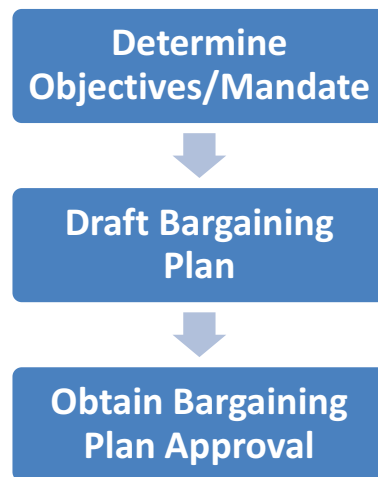 Determine
Objectives/Mandate
Draft Bargaining
Plan
Obtain Bargaining
Plan Approval